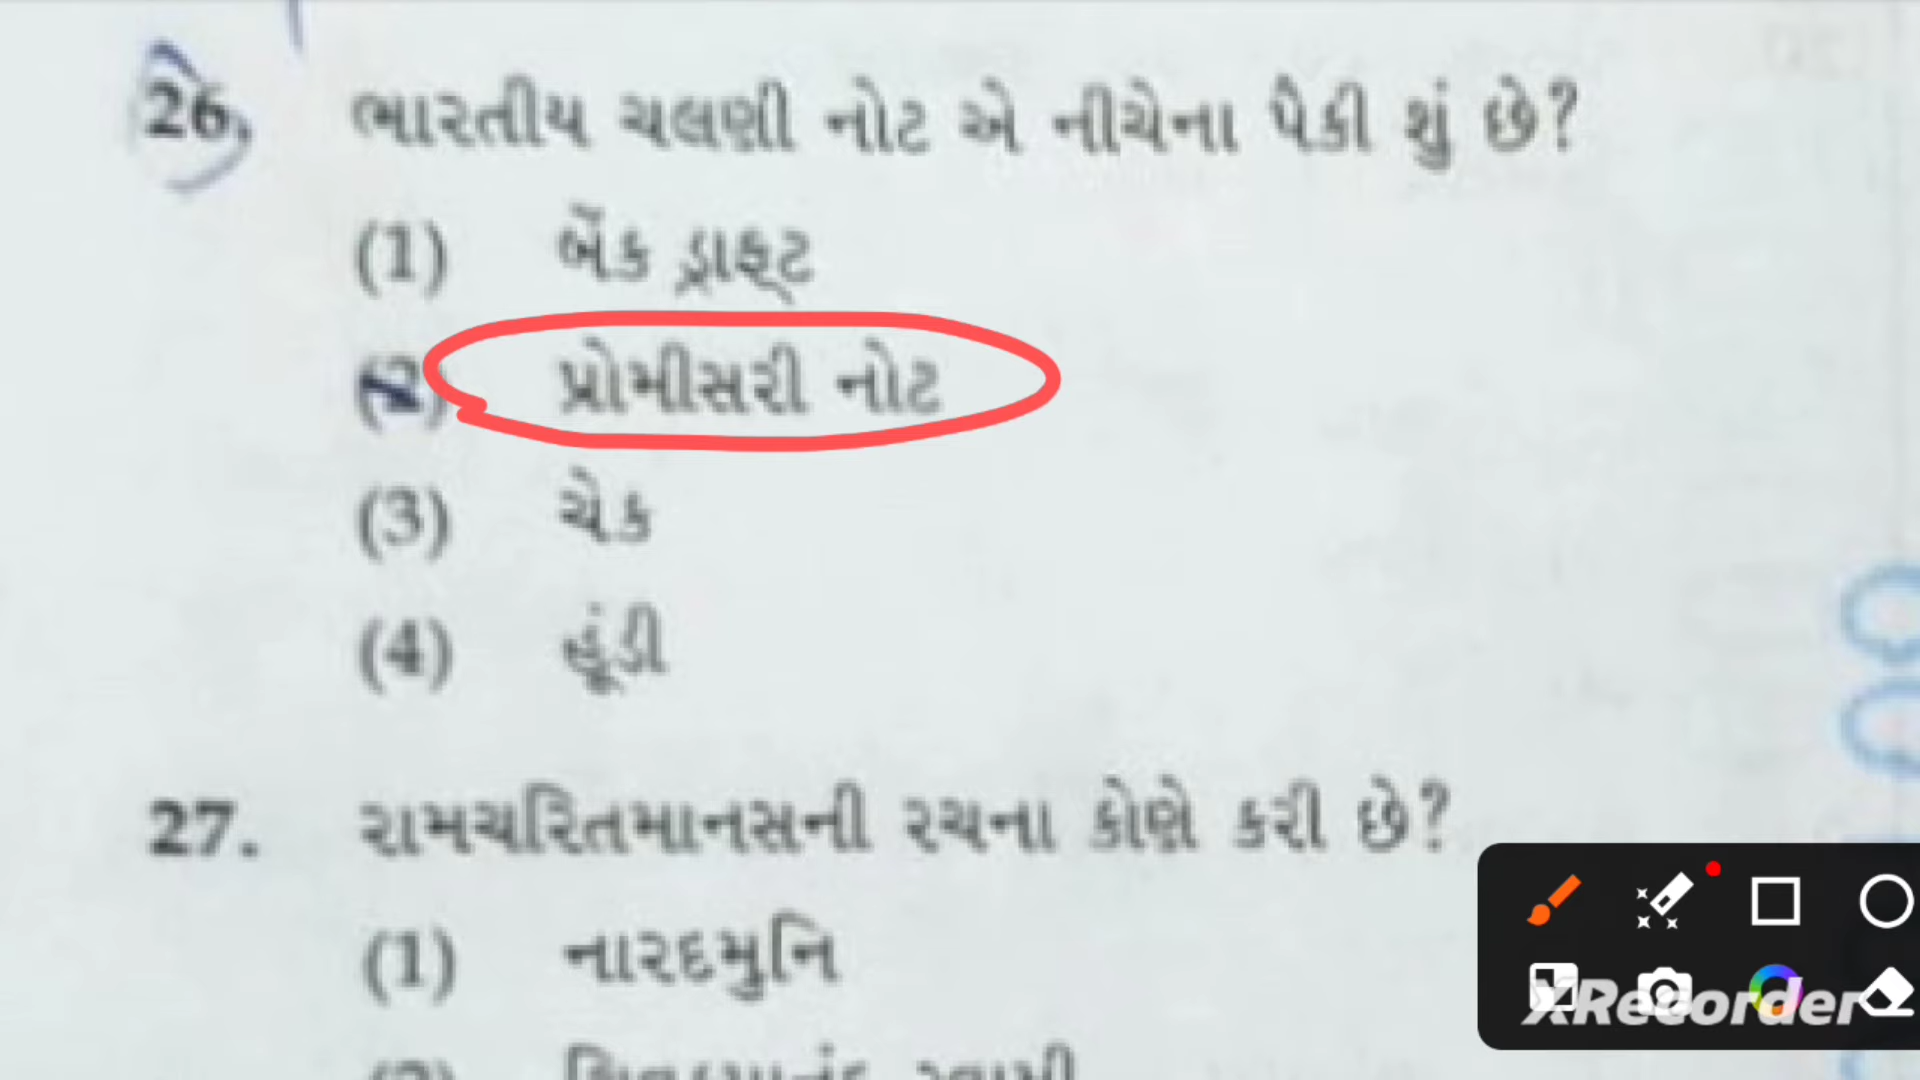 26. ભારતીય ચલણી નોટ એ નીચેના પૈકી શું છે?
(1) બેંક ડ્રાફ્ટ
(2) પ્રોમીસરી નોટ
(3) ચેક
(4) હૂંડી
27. રામચરિતમાનસની રચના કોણે કરી છે?
(1) નારદમુનિ
XRecorder